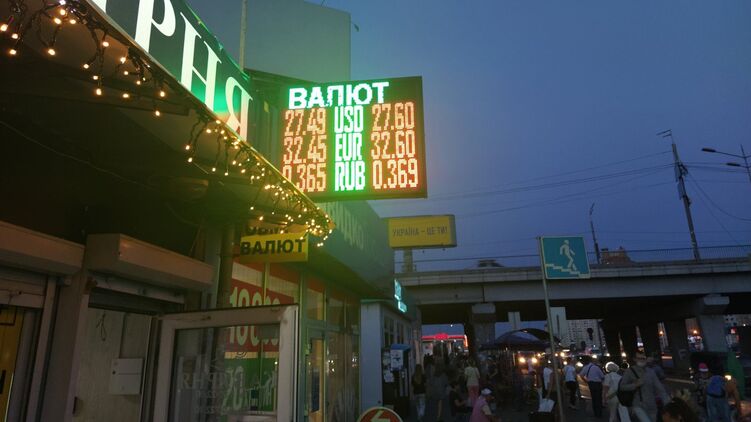 РНЯ
ВАЛЮТ
27.49 USD 27.60
32.45 EUR 32.60
0.365 RUB 0.369
УКРАЇНА - ЦЕ ТИ!
ВАЛЮТ
100%